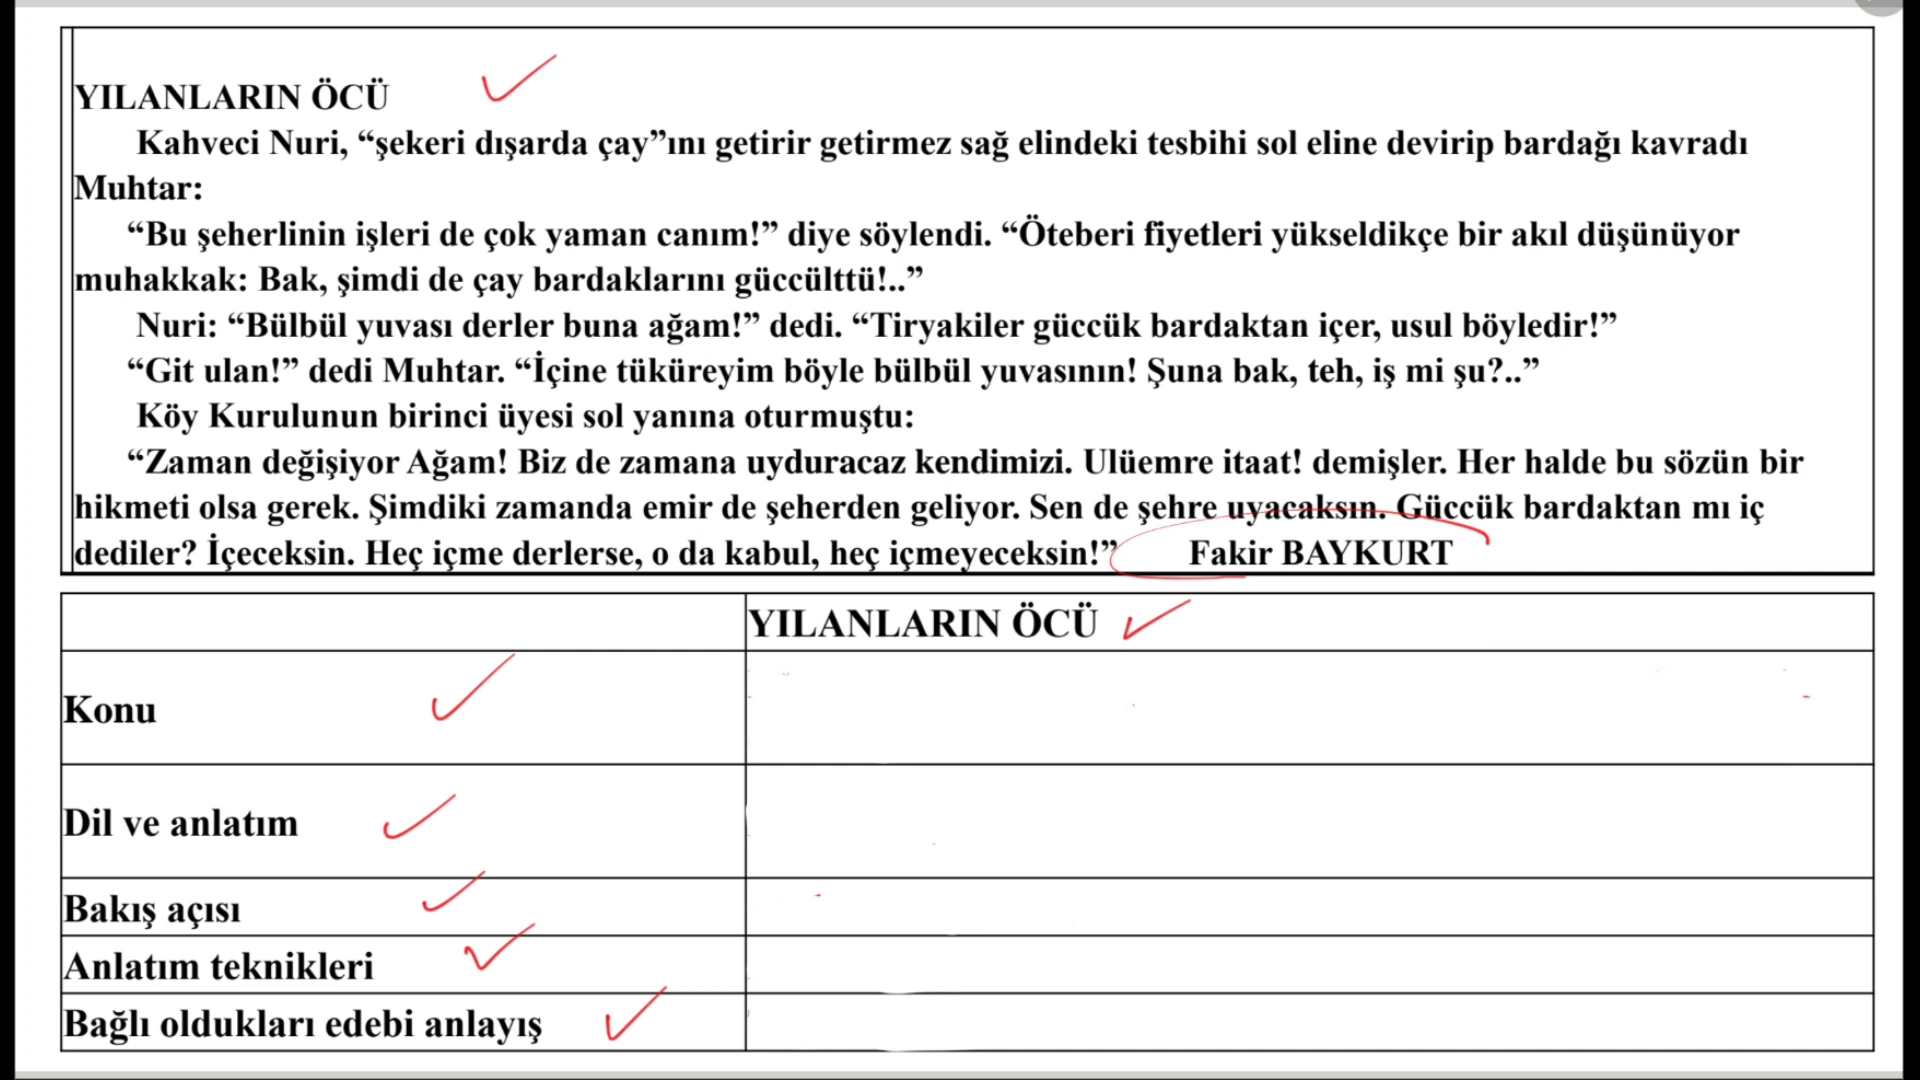 YILANLARIN ÖCÜ
Kahveci Nuri, “şekeri dışarda çay”ını getirir getirmez sağ elindeki tesbihi sol eline devirip bardağı kavradı
Muhtar:
“Bu şeherlinin işleri de çok yaman canım!” diye söylendi. “Öteberi fiyetleri yükseldikçe bir akıl düşünüyor
muhakkak: Bak, şimdi de çay bardaklarını güccülttü!..”
Nuri: “Bülbül yuvası derler buna ağam!” dedi. “Tiryakiler güccük bardaktan içer, usul böyledir!”
“Git ulan!” dedi Muhtar. “İçine tüküreyim böyle bülbül yuvasının! Şuna bak, teh, iş mi şu?..”
Köy Kurulunun birinci üyesi sol yanına oturmuştu:
“Zaman değişiyor Ağam! Biz de zamana uyduracaz kendimizi. Ulüemre itaat! demişler. Her halde bu sözün bir
hikmeti olsa gerek. Şimdiki zamanda emir de şeherden geliyor. Sen de şehre uyacaksın. Güccük bardaktan mı iç
dediler? İçeceksin. Heç içme derlerse, o da kabul, heç içmeyeceksin!” Fakir BAYKURT
YILANLARIN ÖCÜ
Konu
Dil ve anlatım
Bakış açısı
Anlatım teknikleri
Bağlı oldukları edebi anlayış